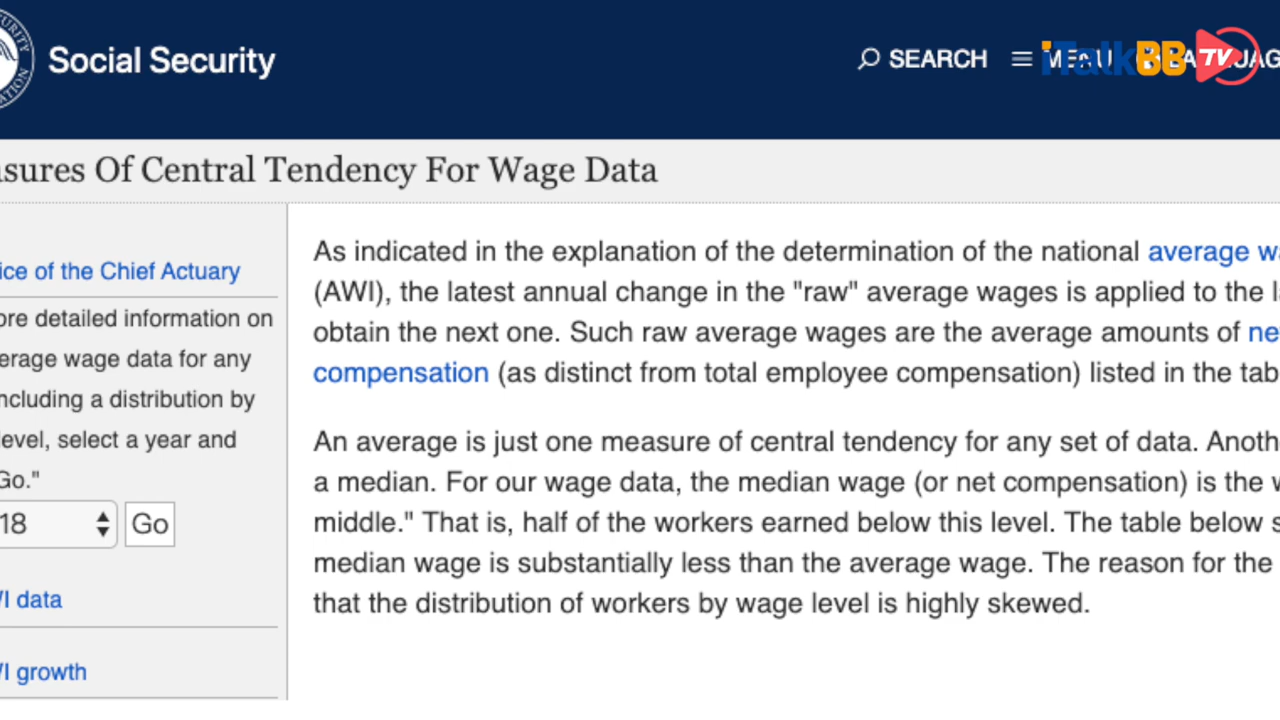 Social Security
SEARCH
MENU
iTalkBB TV
sures Of Central Tendency For Wage Data
ice of the Chief Actuary
ore detailed information on
erage wage data for any
ncluding a distribution by
level, select a year and
Go."
18
Go
I data
I growth
As indicated in the explanation of the determination of the national average wa
(AWI), the latest annual change in the "raw" average wages is applied to the la
obtain the next one. Such raw average wages are the average amounts of ne
compensation (as distinct from total employee compensation) listed in the tab
An average is just one measure of central tendency for any set of data. Anoth
a median. For our wage data, the median wage (or net compensation) is the w
middle." That is, half of the workers earned below this level. The table below s
median wage is substantially less than the average wage. The reason for the
that the distribution of workers by wage level is highly skewed.